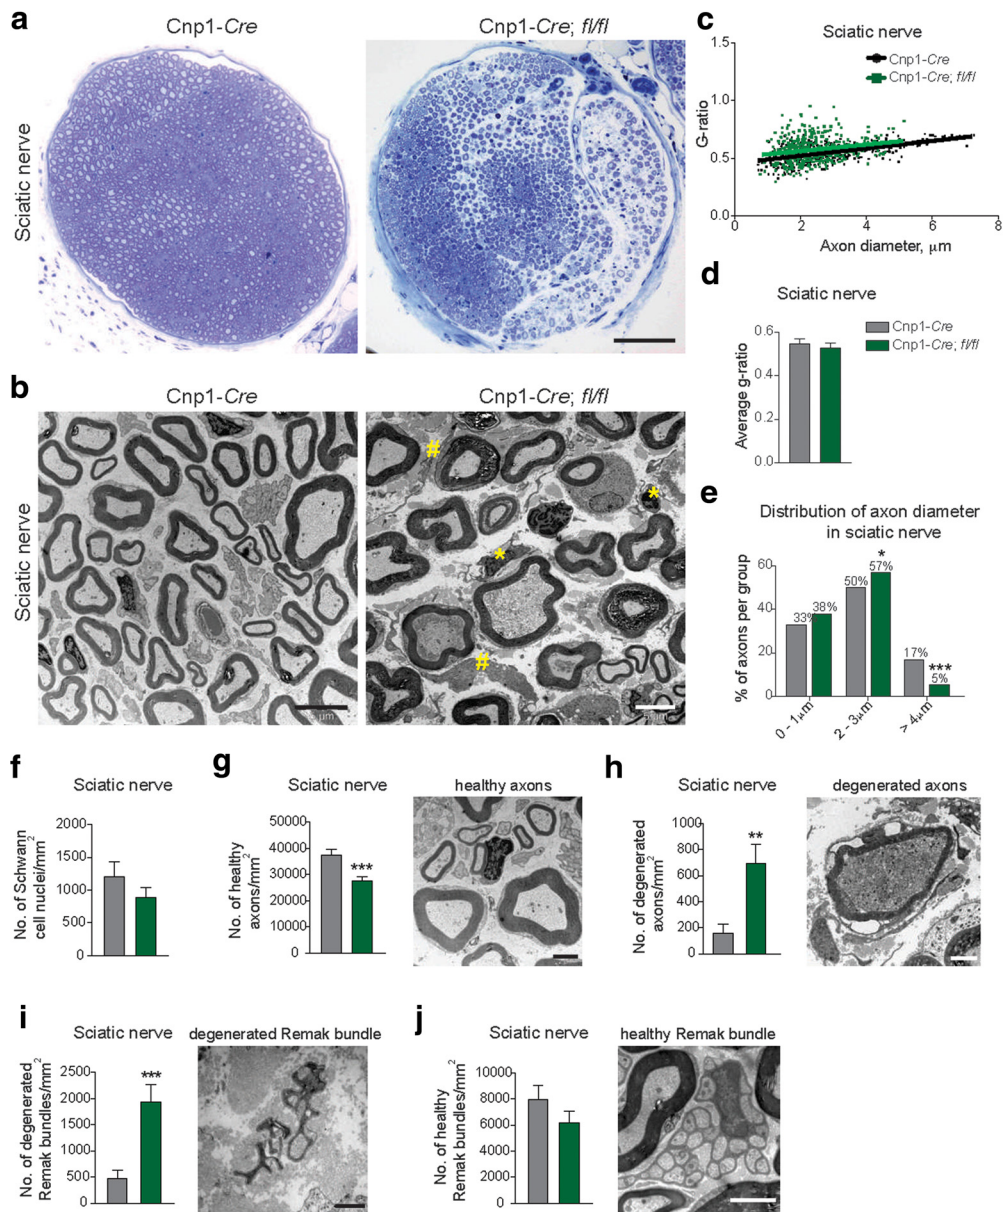 a
Cnp1-Cre
Cnp1-Cre; fl/fl
Sciatic nerve
c
Sciatic nerve
Cnp1-Cre
Cnp1-Cre; fl/fl
G-ratio
1.5
1.0
0.5
0.0
0 2 4 6 8
Axon diameter, μm
d
Sciatic nerve
Cnp1-Cre
Cnp1-Cre; fl/fl
Average g-ratio
0.6
0.4
0.2
0.0
b
Cnp1-Cre
Cnp1-Cre; fl/fl
Sciatic nerve
#
*
*
#
μm
e
Distribution of axon diameter
in sciatic nerve
% of axons per group
60
40
20
0
33% 38%
50% 57% *
17% 5% ***
0 - 1μm
2 - 3μm
> 4μm
f
Sciatic nerve
No. of Schwann
cell nuclei/mm²
2000
1500
1000
500
0
g
Sciatic nerve
No. of healthy
axons/mm²
50000
40000
30000
20000
10000
0
***
healthy axons
h
Sciatic nerve
No. of degenerated
axons/mm²
1000
800
600
400
200
0
**
degenerated axons
i
Sciatic nerve
No. of degenerated
Remak bundles/mm²
2500
2000
1500
1000
500
0
***
degenerated Remak bundle
j
Sciatic nerve
No. of healthy
Remak bundles/mm²
10000
8000
6000
4000
2000
0
healthy Remak bundle